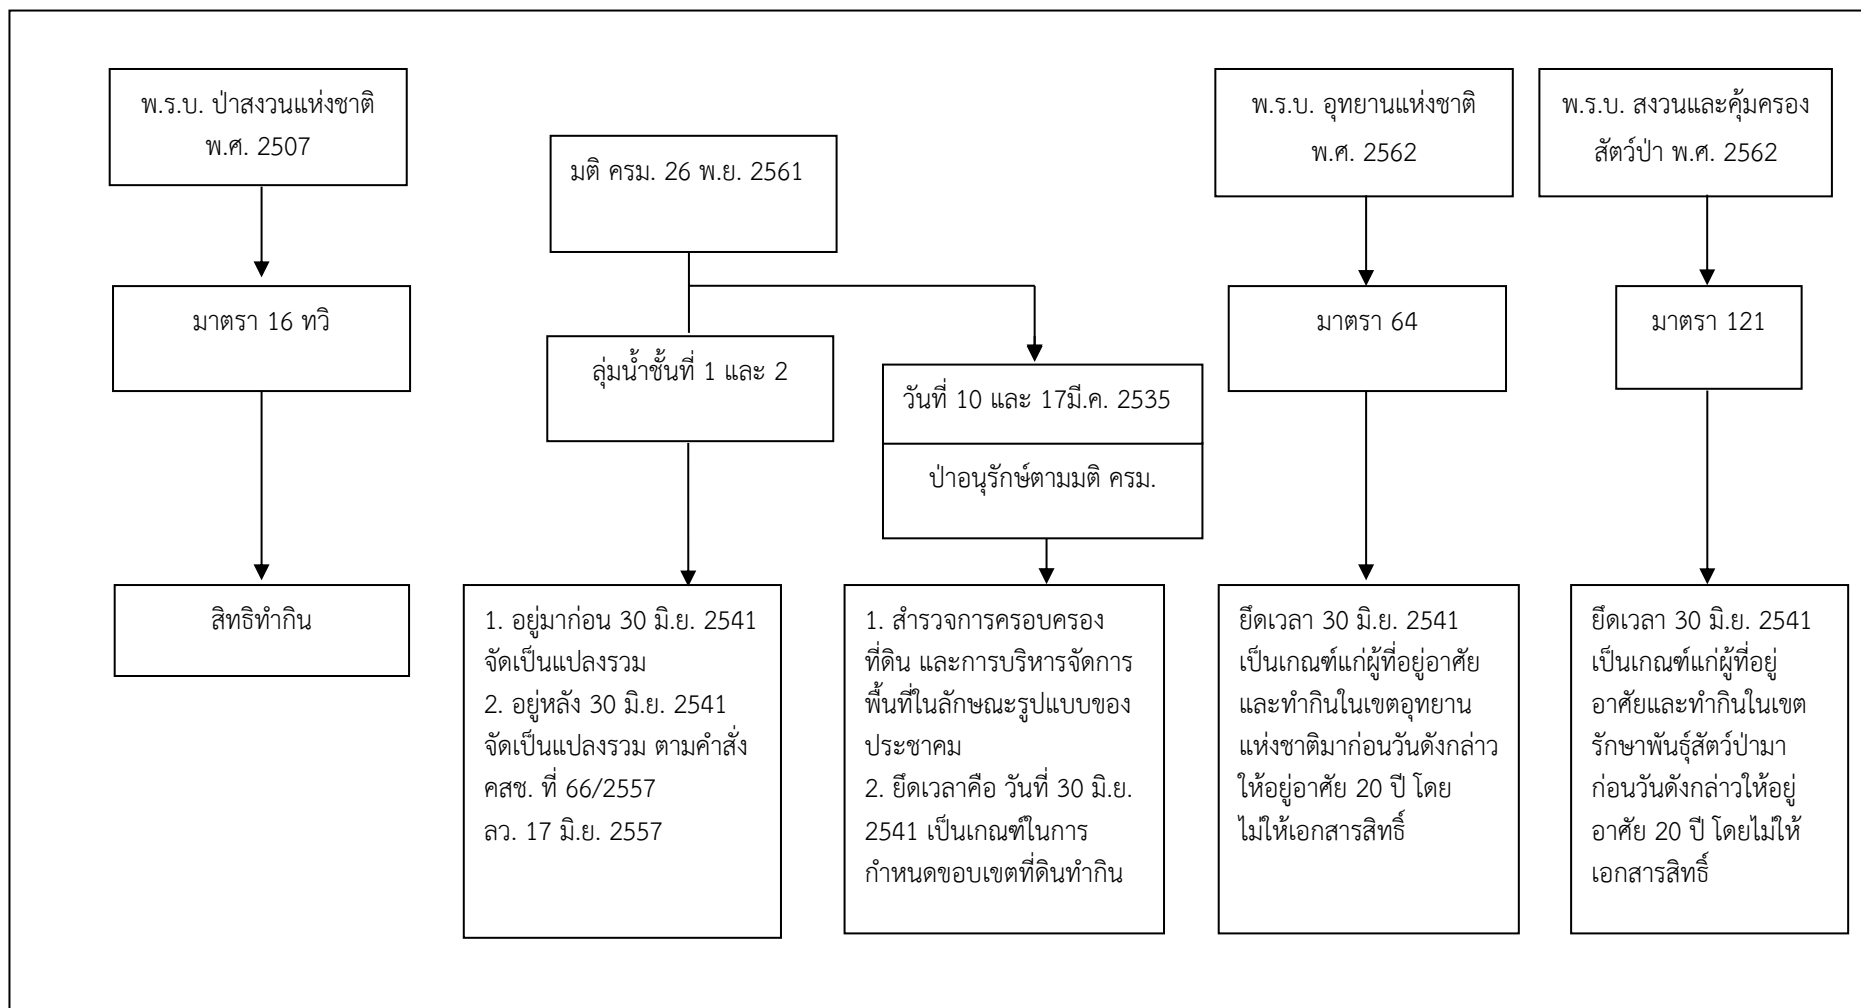 พ.ร.บ. ป่าสงวนแห่งชาติ
พ.ศ. 2507
มาตรา 16 ทวิ
สิทธิทำกิน
มติ ครม. 26 พ.ย. 2561
ลุ่มน้ำชั้นที่ 1 และ 2
1. อยู่มาก่อน 30 มิ.ย. 2541
จัดเป็นแปลงรวม
2. อยู่หลัง 30 มิ.ย. 2541
จัดเป็นแปลงรวม ตามคำสั่ง
คสช. ที่ 66/2557
ลว. 17 มิ.ย. 2557
วันที่ 10 และ 17มี.ค. 2535
ป่าอนุรักษ์ตามมติ ครม.
1. สำรวจการครอบครอง
ที่ดิน และการบริหารจัดการ
พื้นที่ในลักษณะรูปแบบของ
ประชาคม
2. ยึดเวลาคือ วันที่ 30 มิ.ย.
2541 เป็นเกณฑ์ในการ
กำหนดขอบเขตที่ดินทำกิน
พ.ร.บ. อุทยานแห่งชาติ
พ.ศ. 2562
มาตรา 64
ยึดเวลา 30 มิ.ย. 2541
เป็นเกณฑ์แก่ผู้ที่อยู่อาศัย
และทำกินในเขตอุทยาน
แห่งชาติมาก่อนวันดังกล่าว
ให้อยู่อาศัย 20 ปี โดย
ไม่ให้เอกสารสิทธิ์
พ.ร.บ. สงวนและคุ้มครอง
สัตว์ป่า พ.ศ. 2562
มาตรา 121
ยึดเวลา 30 มิ.ย. 2541
เป็นเกณฑ์แก่ผู้ที่อยู่
อาศัยและทำกินในเขต
รักษาพันธุ์สัตว์ป่ามา
ก่อนวันดังกล่าวให้อยู่
อาศัย 20 ปี โดยไม่ให้
เอกสารสิทธิ์